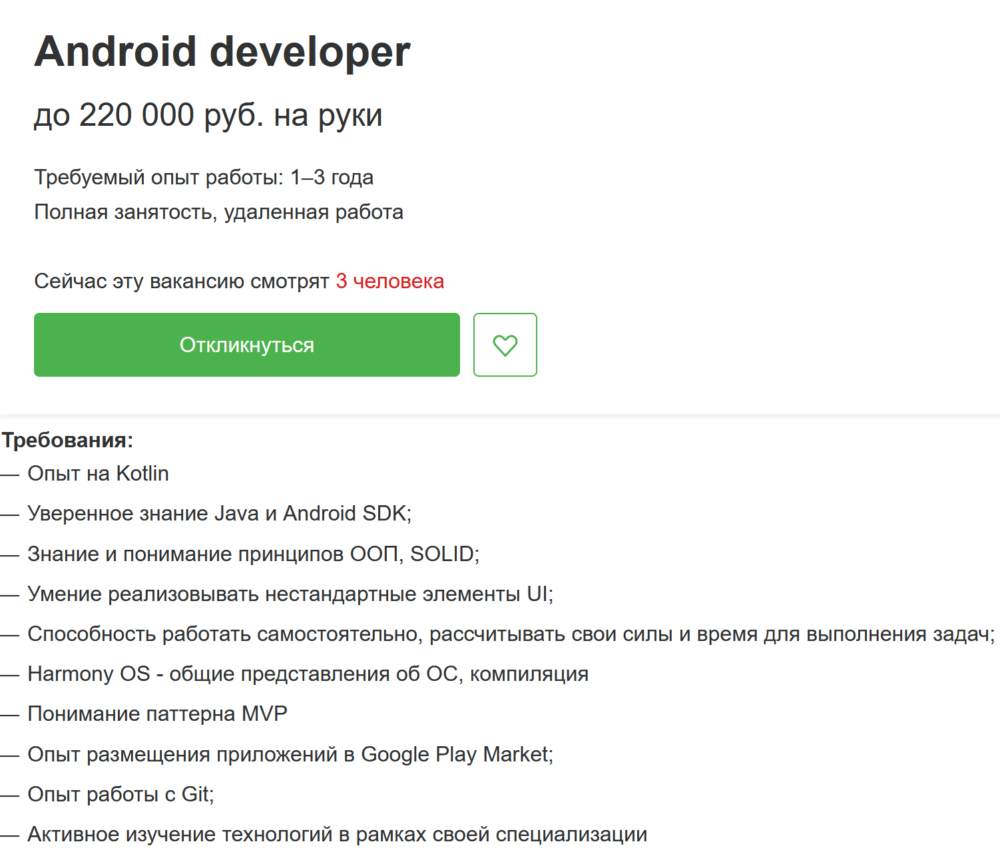 Android developer
до 220 000 руб. на руки
Требуемый опыт работы: 1–3 года
Полная занятость, удаленная работа
Сейчас эту вакансию смотрят 3 человека
Откликнуться
Требования:
— Опыт на Kotlin
— Уверенное знание Java и Android SDK;
— Знание и понимание принципов ООП, SOLID;
— Умение реализовывать нестандартные элементы UI;
— Способность работать самостоятельно, рассчитывать свои силы и время для выполнения задач;
— Harmony OS - общие представления об ОС, компиляция
— Понимание паттерна MVP
— Опыт размещения приложений в Google Play Market;
— Опыт работы с Git;
— Активное изучение технологий в рамках своей специализации